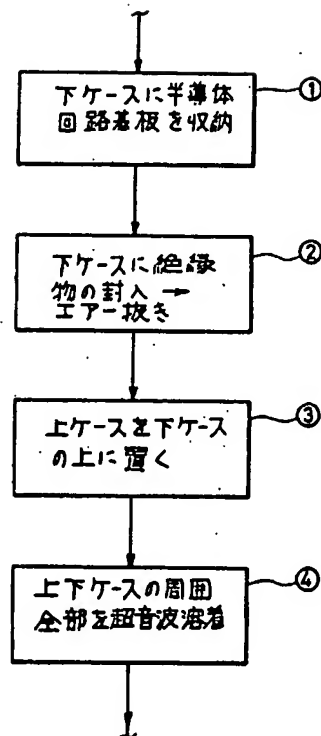 下ケースに半導体
回路基板を収納
①
下ケースに絶縁
物の封入→
エアー抜き
②
上ケースを下ケース
の上に置く
③
上下ケースの周囲
全部を超音波溶着
④